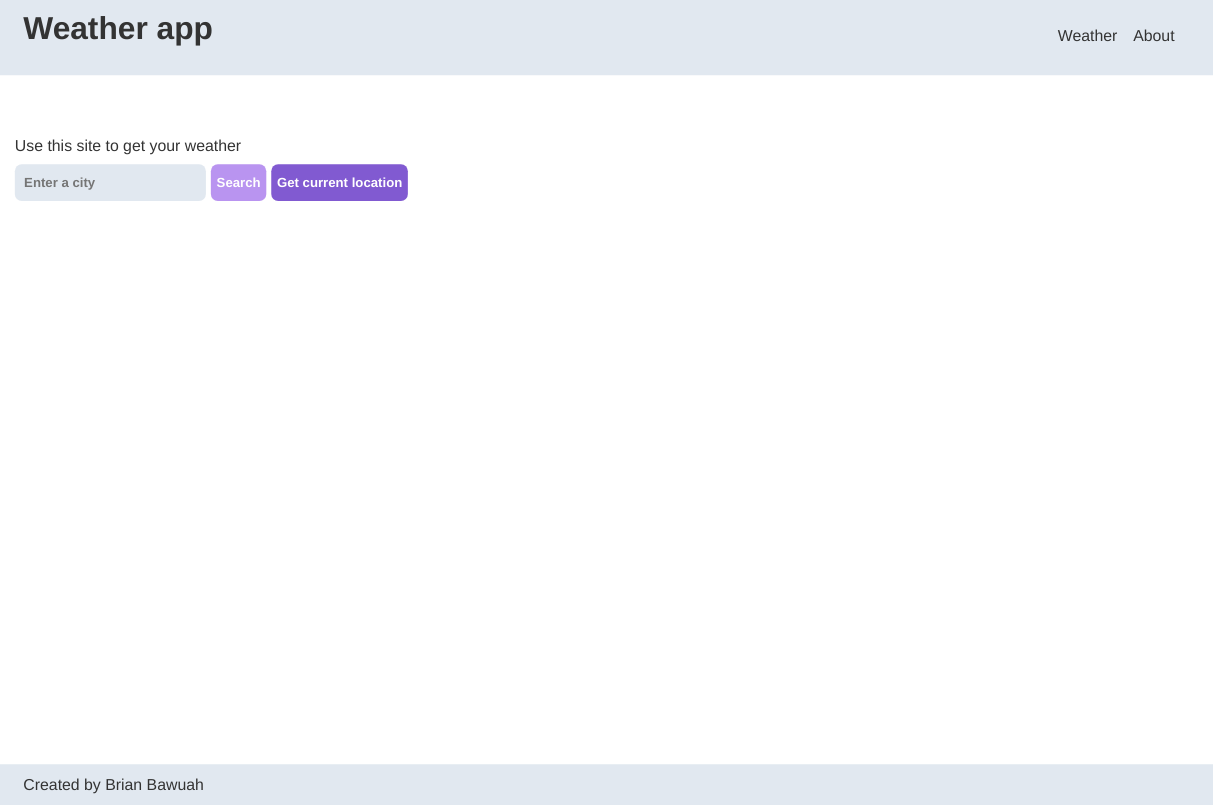 Weather app
Weather About
Use this site to get your weather
Enter a city Search Get current location
Created by Brian Bawuah